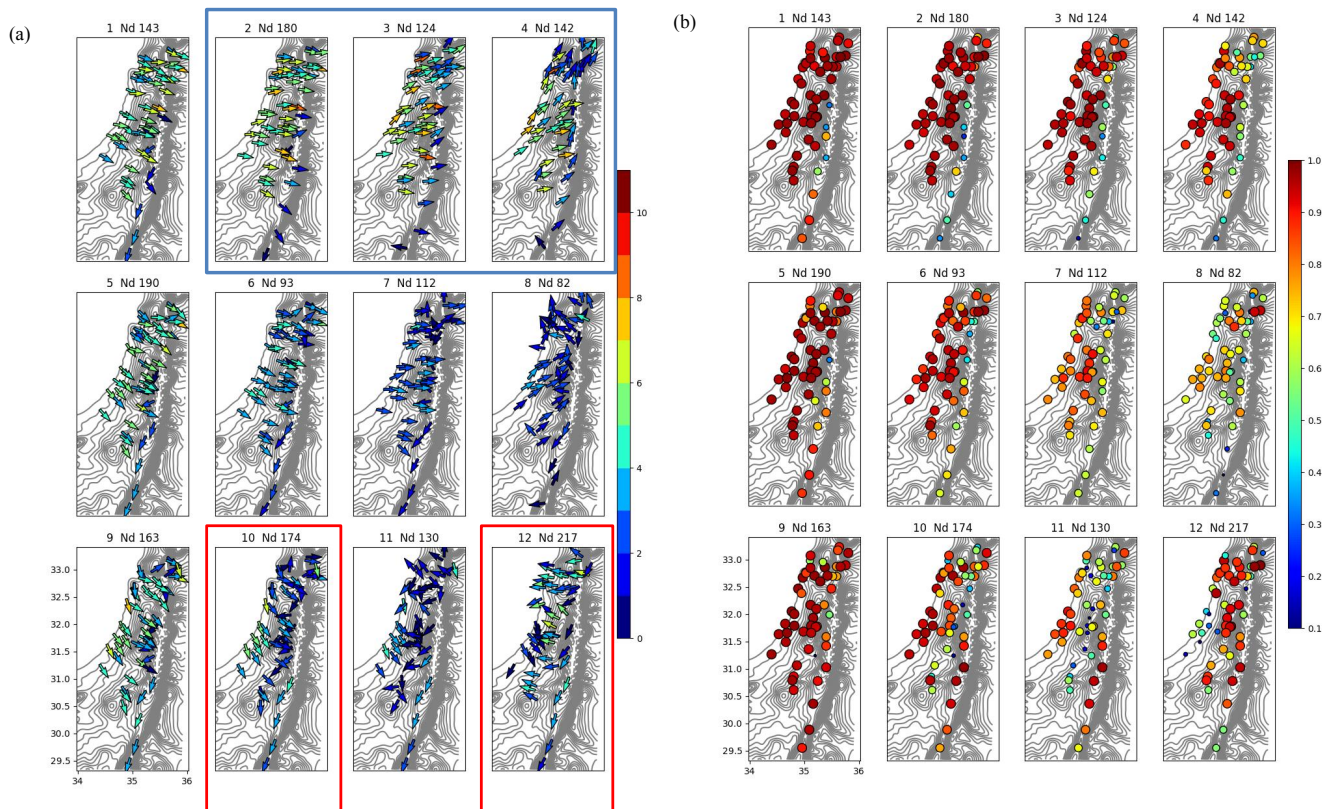 (a)
1 Nd 143
2 Nd 180
3 Nd 124
4 Nd 142
5 Nd 190
6 Nd 93
7 Nd 112
8 Nd 82
9 Nd 163
10 Nd 174
11 Nd 130
12 Nd 217
33.0
32.5
32.0
31.5
31.0
30.5
30.0
29.5
34
35
36
10
8
6
4
2
0
(b)
1 Nd 143
2 Nd 180
3 Nd 124
4 Nd 142
5 Nd 190
6 Nd 93
7 Nd 112
8 Nd 82
9 Nd 163
10 Nd 174
11 Nd 130
12 Nd 217
33.0
32.5
32.0
31.5
31.0
30.5
30.0
29.5
34
35
36
1.0
0.9
0.8
0.7
0.6
0.5
0.4
0.3
0.2
0.1